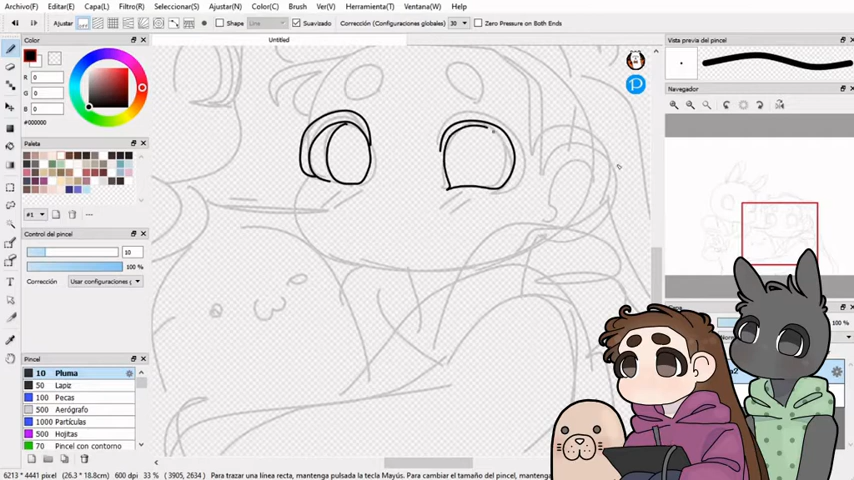 Archivo(F) Editar(E) Capa(L) Filtro(R) Seleccionar(S) Ajustar(N) Color(C) Brush Ver(V) Herramienta(T) Ventana(W) Help
Ajustar Shape Línea Suavizado Corrección (Configuraciones globales) 30 Zero Pressure on Both Ends
Untitled
Color
R 0
G 0
B 0
#000000
Paleta
#1
Control del pincel
10
100 %
Corrección Usar configuraciones g
Pincel
10 Pluma
50 Lapiz
100 Pecas
500 Aerógrafo
1000 Partículas
500 Hojitas
70 Pincel con contorno
Vista previa del pincel
Navegador
100 %
P
6213 * 4441 pixel (26.3 * 18.8cm) 600 dpi 33 % ( 3905, 2634 ) Para trazar una línea recta, mantenga pulsada la tecla Mayús. Para cambiar el tamaño del pincel, manteng